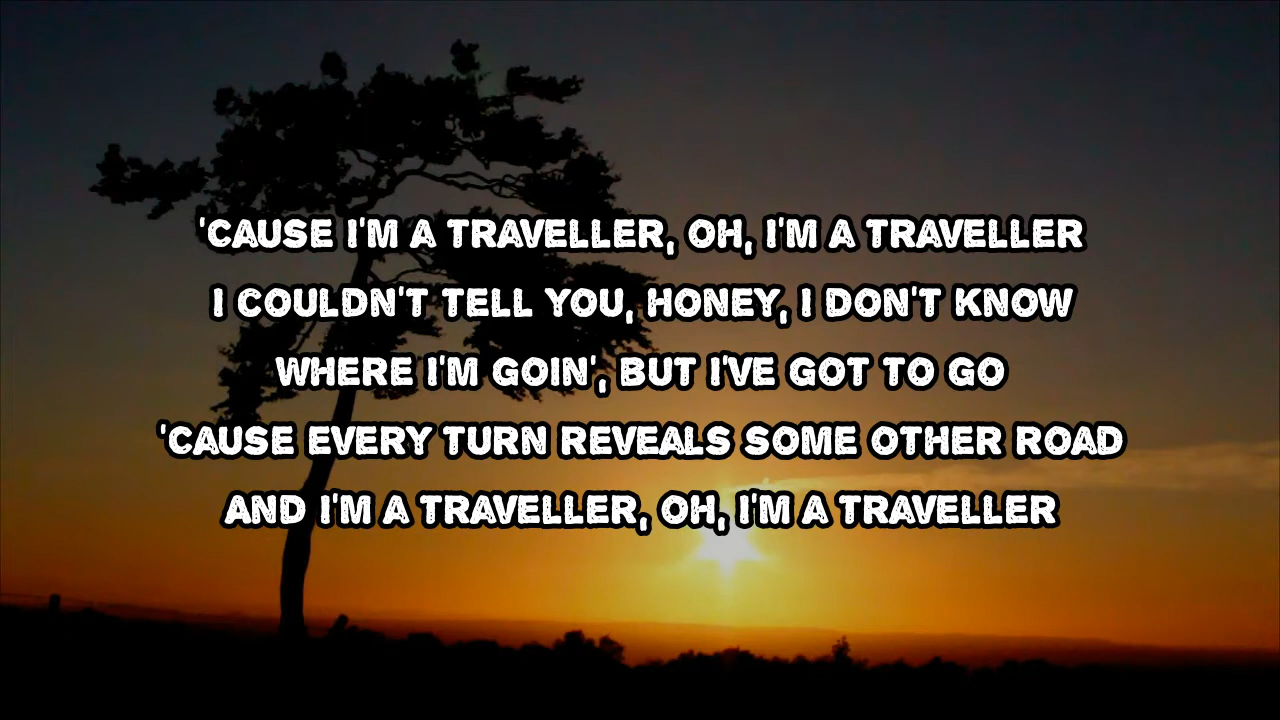 'CAUSE I'M A TRAVELLER, OH, I'M A TRAVELLER
I COULDN'T TELL YOU, HONEY, I DON'T KNOW
WHERE I'M GOIN', BUT I'VE GOT TO GO
'CAUSE EVERY TURN REVEALS SOME OTHER ROAD
AND I'M A TRAVELLER, OH, I'M A TRAVELLER